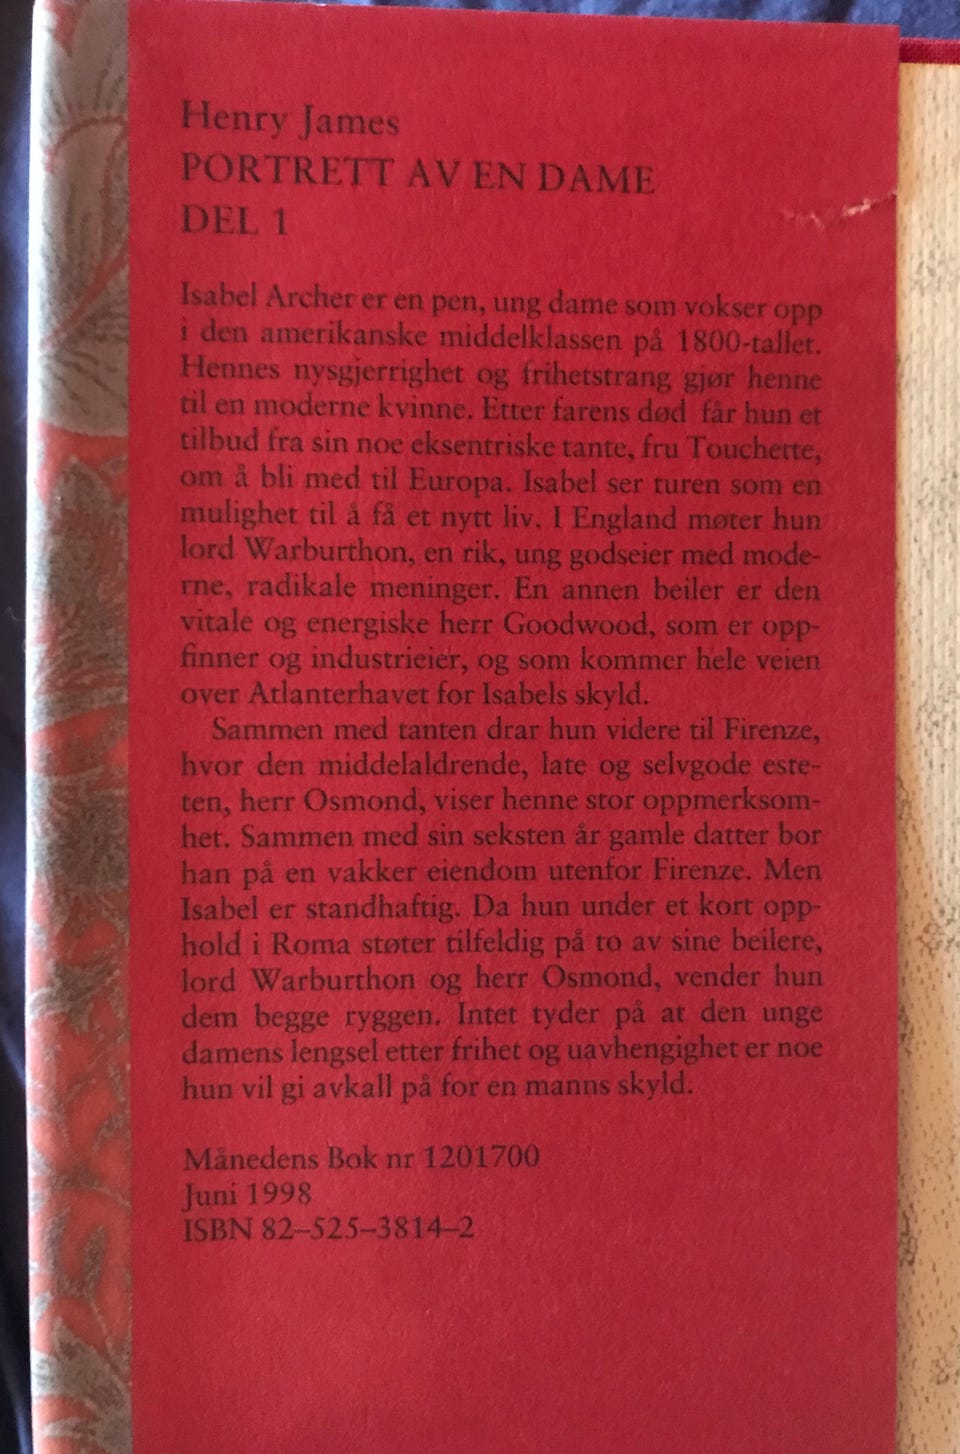 Henry James
PORTRETT AV EN DAME
DEL 1
Isabel Archer er en pen, ung dame som vokser opp
i den amerikanske middelklassen på 1800-tallet.
Hennes nysgjerrighet og frihetstrang gjør henne
til en moderne kvinne. Etter farens død får hun et
tilbud fra sin noe eksentriske tante, fru Touchette,
om å bli med til Europa. Isabel ser turen som en
mulighet til å få et nytt liv. I England møter hun
lord Warburthon, en rik, ung godseier med mode-
rne, radikale meninger. En annen beiler er den
vitale og energiske herr Goodwood, som er opp-
finner og industrieier, og som kommer hele veien
over Atlanterhavet for Isabels skyld.
Sammen med tanten drar hun videre til Firenze,
hvor den middelaldrende, late og selvgode este-
ten, herr Osmond, viser henne stor oppmerksom-
het. Sammen med sin seksten år gamle datter bor
han på en vakker eiendom utenfor Firenze. Men
Isabel er standhaftig. Da hun under et kort opp-
hold i Roma støter tilfeldig på to av sine beilere,
lord Warburthon og herr Osmond, vender hun
dem begge ryggen. Intet tyder på at den unge
damens lengsel etter frihet og uavhengighet er noe
hun vil gi avkall på for en manns skyld.
Månedens Bok nr 1201700
Juni 1998
ISBN 82–525–3814–2